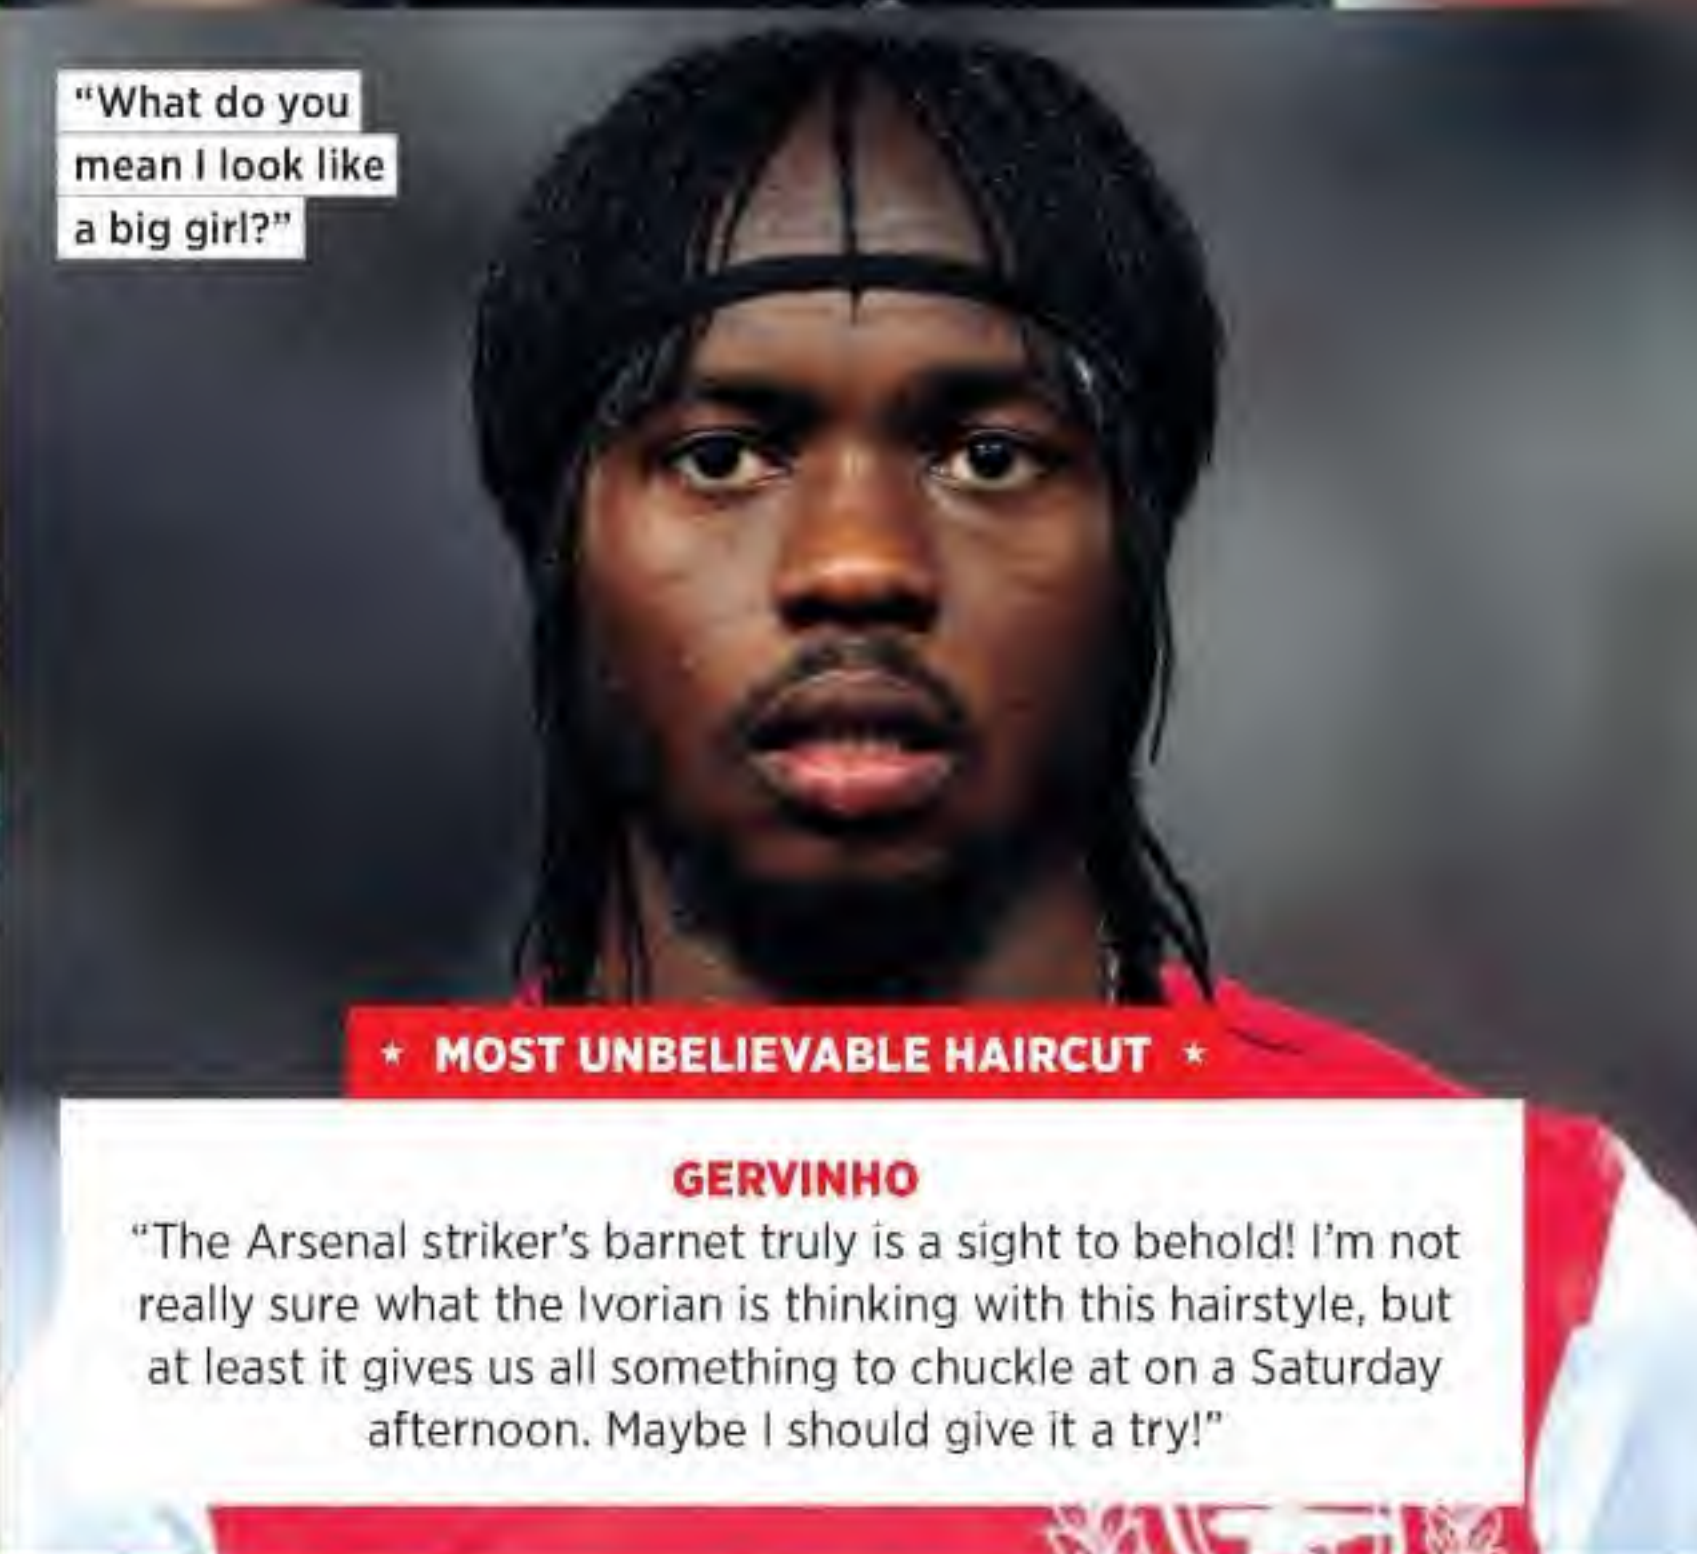 “What do you
mean I look like
a big girl?”
★ MOST UNBELIEVABLE HAIRCUT ★
GERVINHO
“The Arsenal striker’s barnet truly is a sight to behold! I’m not
really sure what the Ivorian is thinking with this hairstyle, but
at least it gives us all something to chuckle at on a Saturday
afternoon. Maybe I should give it a try!”